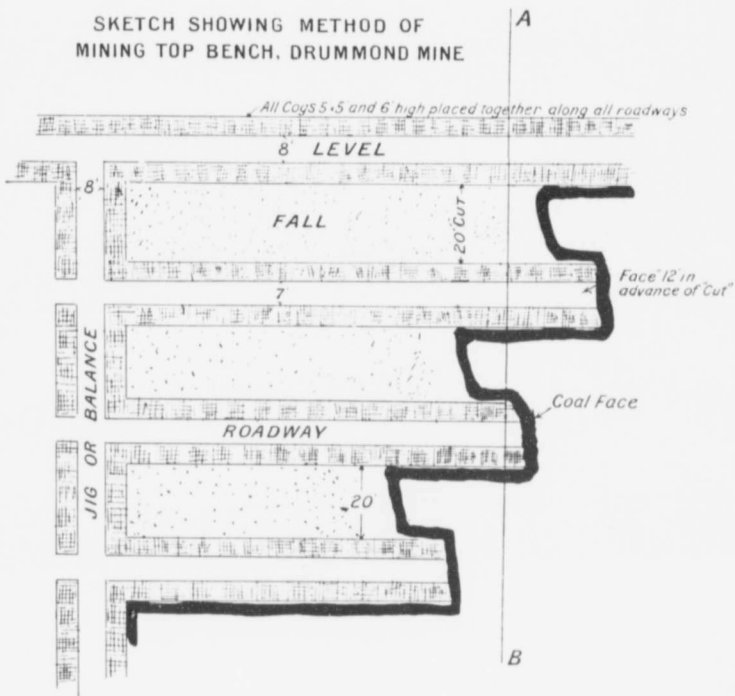 SKETCH SHOWING METHOD OF
MINING TOP BENCH. DRUMMOND MINE
A
All Cogs 5·5 and 6' high placed together along all roadways
8' LEVEL
8'
FALL
20' CUT
Face 12' in
advance of "Cut"
7'
JIG OR BALANCE
Coal Face
ROADWAY
20'
B